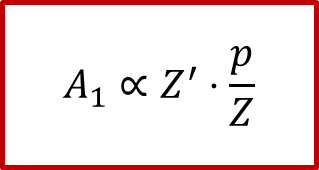 A₁ ∝ Z′ · p/Z